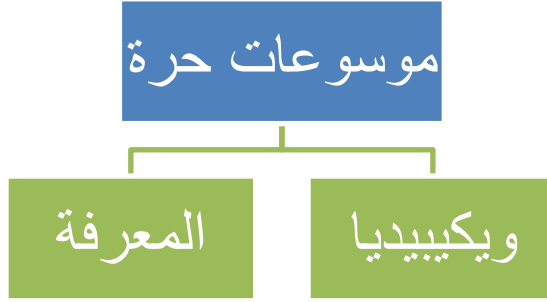 موسوعات حرة
ويكيبيديا
المعرفة